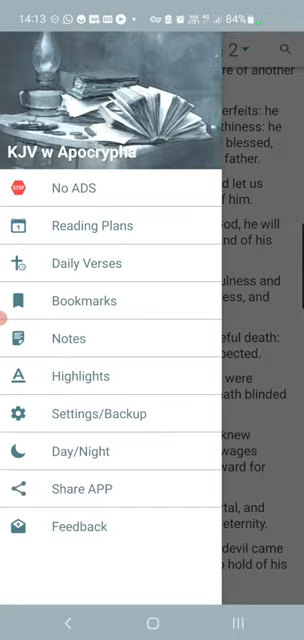 14:13
84%
2
re of another
KJV w Apocrypha
erfeits: he
thiness: he
blessed,
father.
No ADS
d let us
f him.
Reading Plans
God, he will
nd of his
Daily Verses
ulness and
ess, and
Bookmarks
Notes
eful death:
pected.
Highlights
were
ath blinded
Settings/Backup
knew
wages
Day/Night
ward for
Share APP
rtal, and
eternity.
Feedback
devil came
hold of his